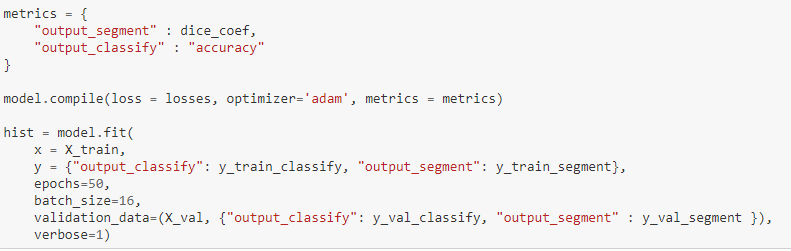 metrics = {
    "output_segment" : dice_coef,
    "output_classify" : "accuracy"
}
model.compile(loss = losses, optimizer='adam', metrics = metrics)
hist = model.fit(
    x = X_train,
    y = {"output_classify": y_train_classify, "output_segment": y_train_segment},
    epochs=50,
    batch_size=16,
    validation_data=(X_val, {"output_classify": y_val_classify, "output_segment" : y_val_segment }),
    verbose=1)